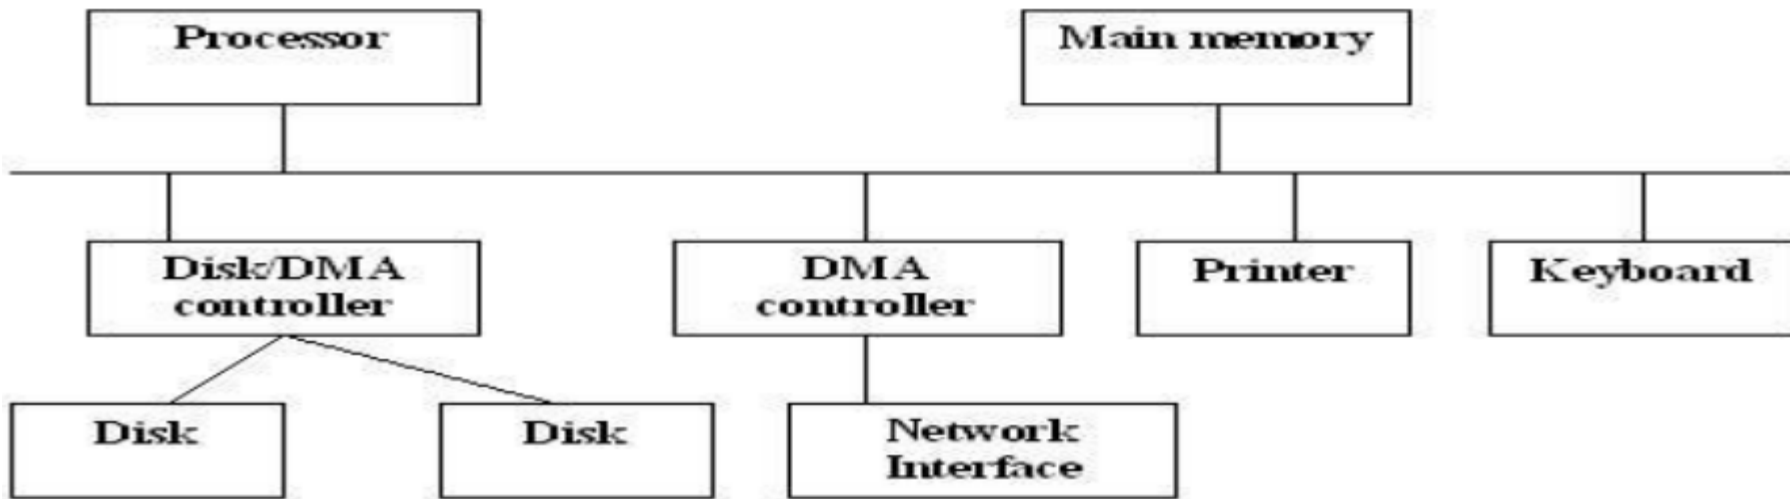 Processor
Main memory
Disk/DMA
controller
DMA
controller
Printer
Keyboard
Disk
Disk
Network
Interface